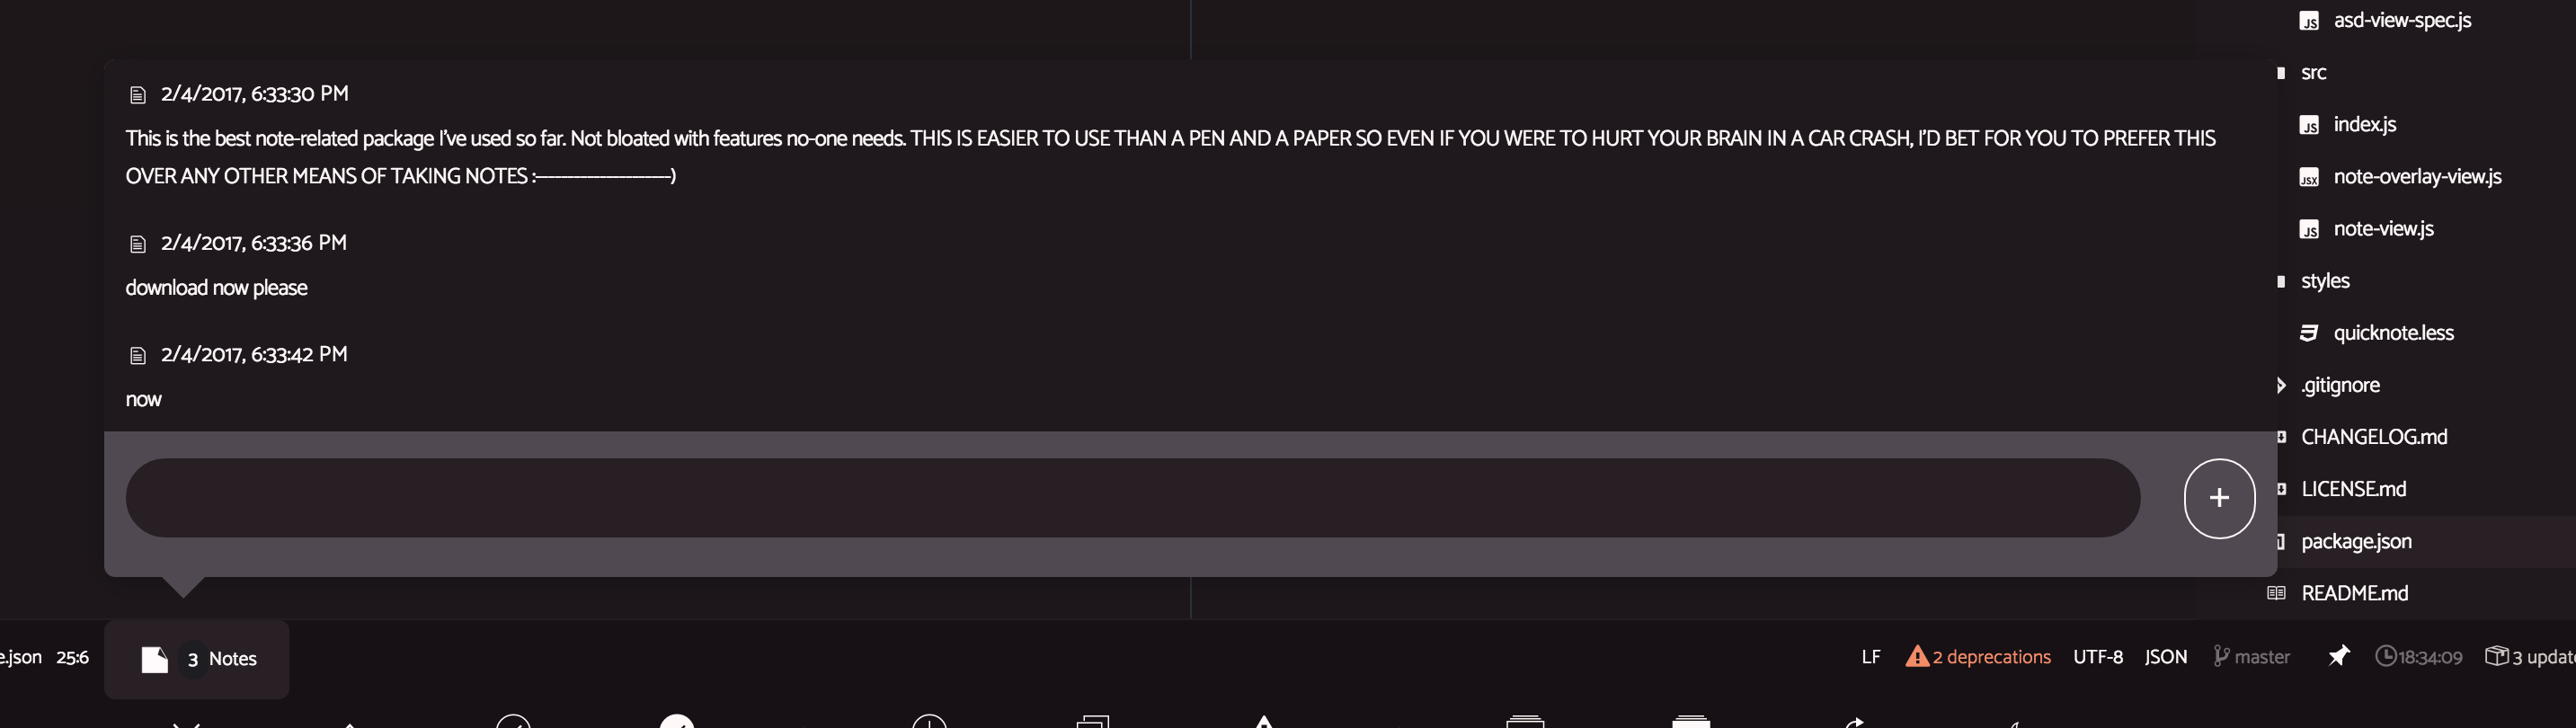 2/4/2017, 6:33:30 PM
This is the best note-related package I've used so far. Not bloated with features no-one needs. THIS IS EASIER TO USE THAN A PEN AND A PAPER SO EVEN IF YOU WERE TO HURT YOUR BRAIN IN A CAR CRASH, I'D BET FOR YOU TO PREFER THIS
OVER ANY OTHER MEANS OF TAKING NOTES :----------------------)
2/4/2017, 6:33:36 PM
download now please
2/4/2017, 6:33:42 PM
now
+
asd-view-spec.js
src
index.js
note-overlay-view.js
note-view.js
styles
quicknote.less
.gitignore
CHANGELOG.md
LICENSE.md
package.json
README.md
e.json 25:6 3 Notes LF 2 deprecations UTF-8 JSON master 18:34:09 3 update